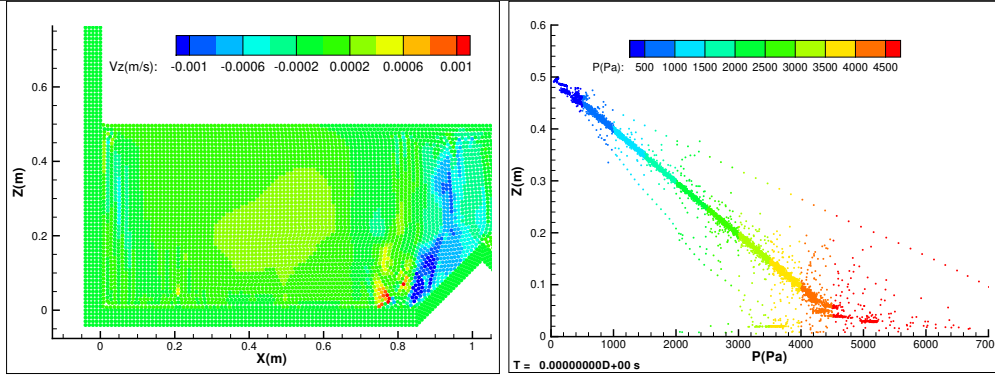 Vz(m/s): -0.001 -0.0006 -0.0002 0.0002 0.0006 0.001
0.6
0.4
0.2
0
Z(m)
0 0.2 0.4 0.6 0.8 1
X(m)
P(Pa): 500 1000 1500 2000 2500 3000 3500 4000 4500
0.6
0.5
0.4
0.3
0.2
0.1
0
Z(m)
0 1000 2000 3000 4000 5000 6000 7000
P(Pa)
T = 0.00000000D+00 s